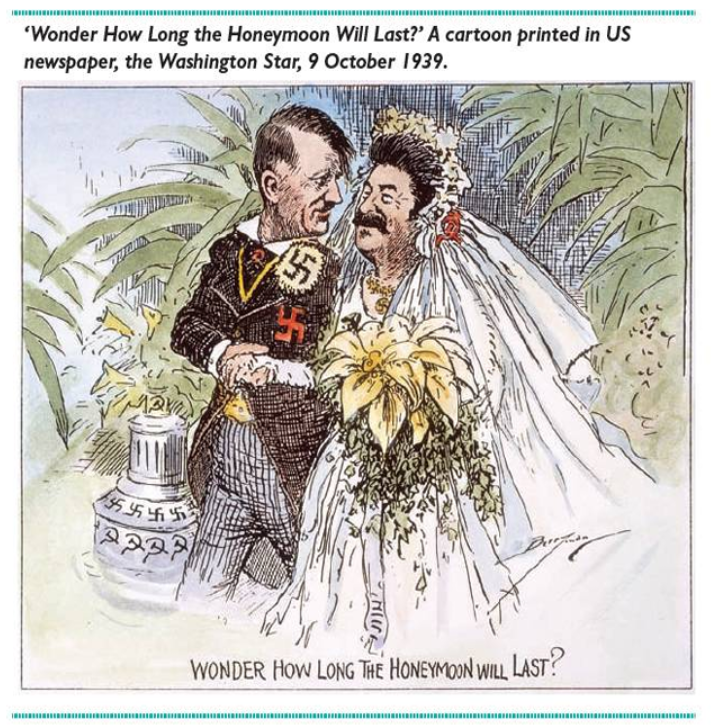 ‘Wonder How Long the Honeymoon Will Last?’ A cartoon printed in US
newspaper, the Washington Star, 9 October 1939.
Berryman
WONDER HOW LONG THE HONEYMOON WILL LAST?